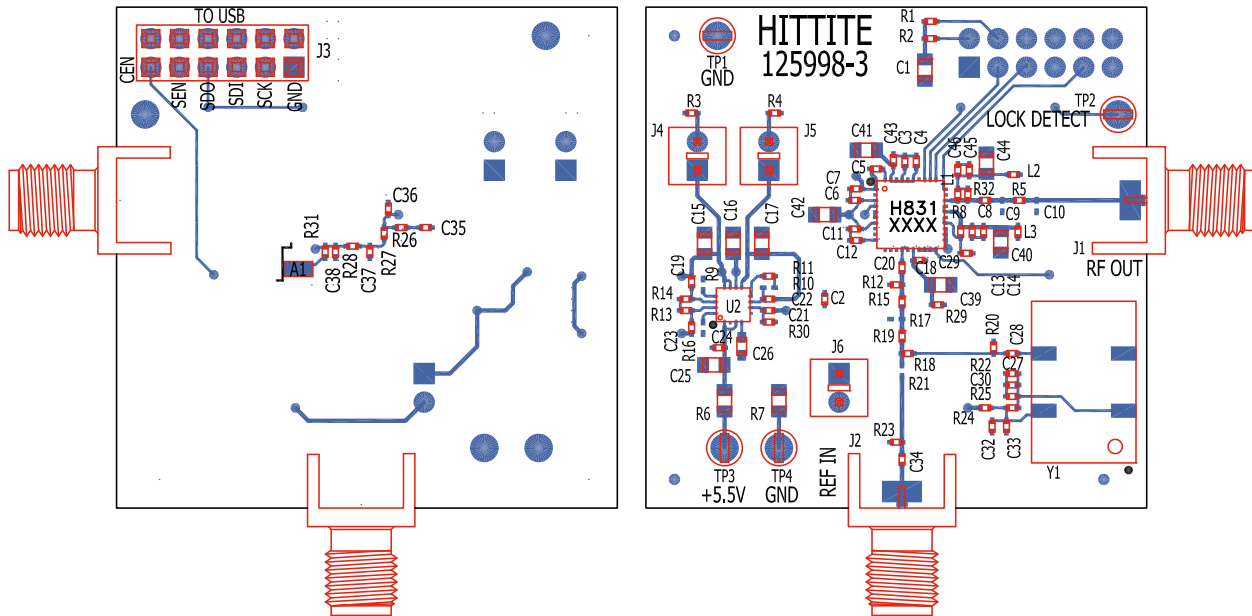 TO USB
J3
CEN
SEN
SDO
SDI
SCK
GND
C36
R31
R26
C35
R27
A1
C38
R28
C37
HITTITE
125998-3
TP1
GND
R1
R2
C1
TP2
LOCK DETECT
R3
R4
J4
J5
C41
C43
C3
C4
C5
C7
C6
C42
C11
C12
H831
XXXX
L1
C46
C45
C44
L2
R32
R5
R8
C8
C9
C10
L3
C40
J1
RF OUT
C15
C16
C17
C19
R9
R11
R10
R14
R13
U2
C22
C21
R30
C23
R16
C24
C25
C26
C2
C20
C18
C29
R12
R15
C39
R29
C13
C14
R17
R19
R18
R20
C28
C27
R22
C30
R25
R24
R21
C32
C33
Y1
J6
R6
R7
TP3
+5.5V
TP4
GND
REF IN
J2
R23
C34